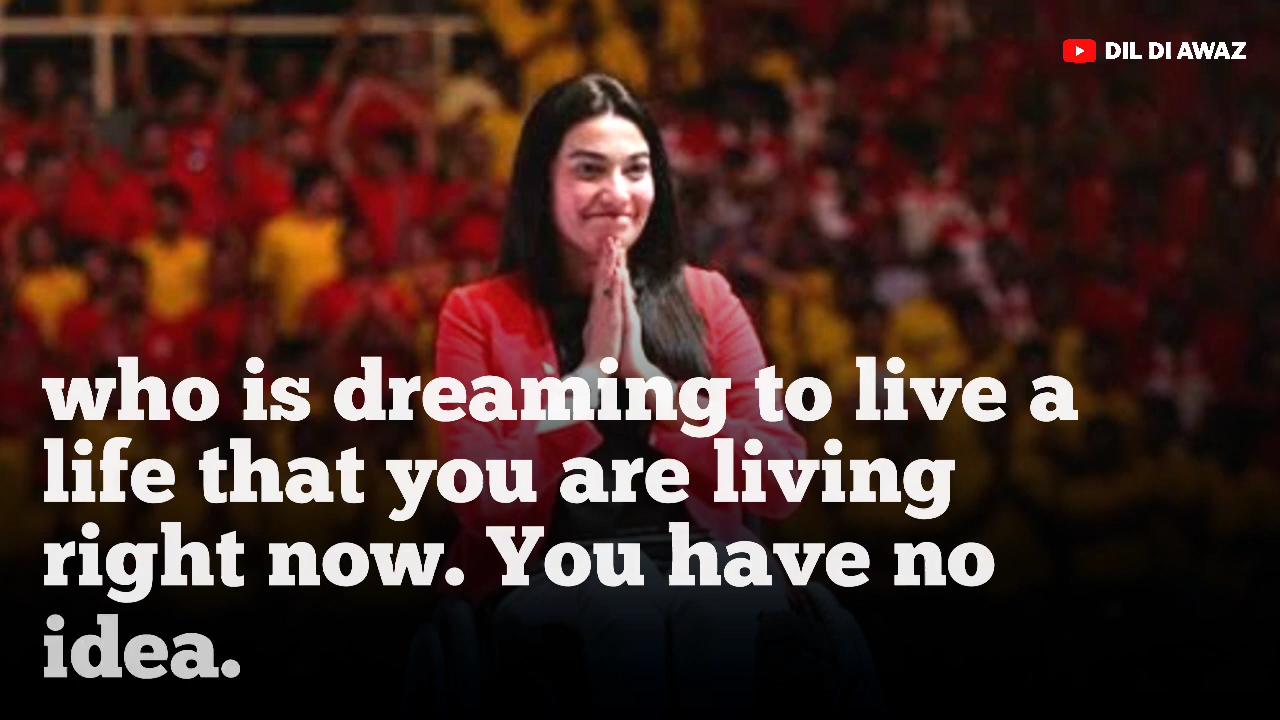 DIL DI AWAZ
who is dreaming to live a
life that you are living
right now. You have no
idea.